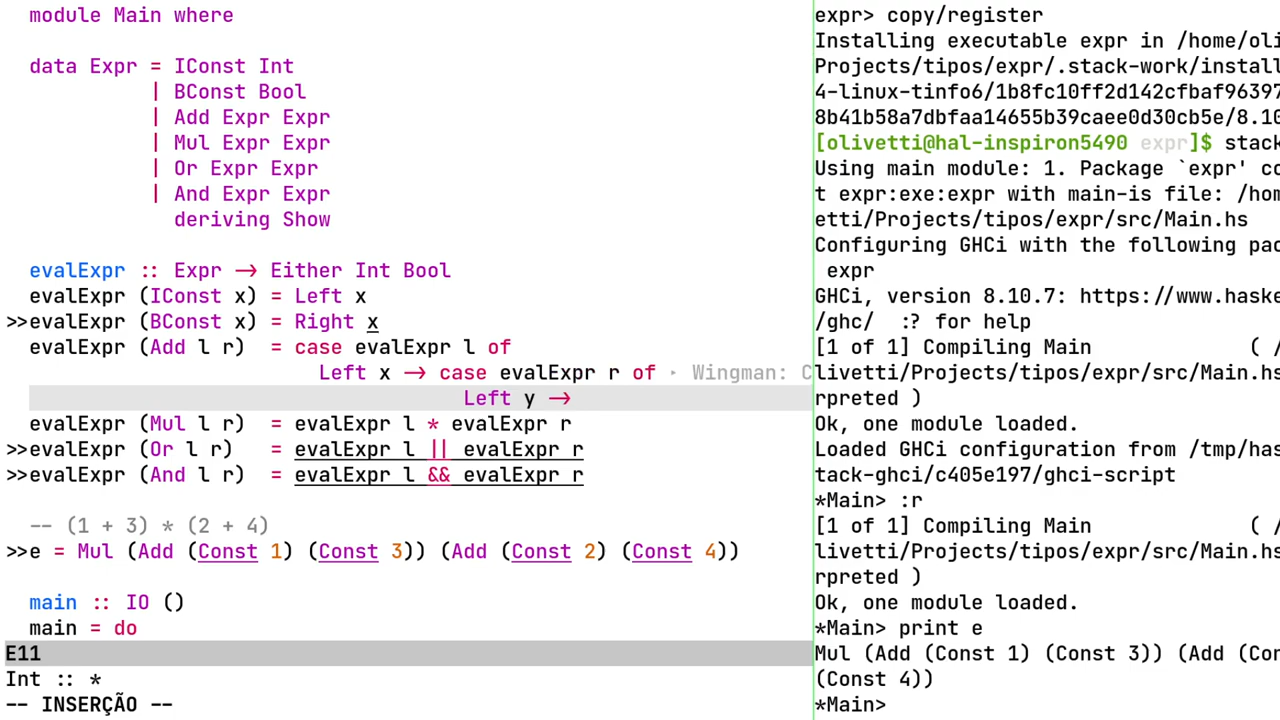 module Main where
data Expr = IConst Int
| BConst Bool
| Add Expr Expr
| Mul Expr Expr
| Or Expr Expr
| And Expr Expr
deriving Show
evalExpr :: Expr -> Either Int Bool
evalExpr (IConst x) = Left x
>>evalExpr (BConst x) = Right x
evalExpr (Add l r)  = case evalExpr l of
Left x -> case evalExpr r of ▸ Wingman: C
Left y ->
evalExpr (Mul l r)  = evalExpr l * evalExpr r
>>evalExpr (Or l r)   = evalExpr l || evalExpr r
>>evalExpr (And l r)  = evalExpr l && evalExpr r
-- (1 + 3) * (2 + 4)
>>e = Mul (Add (Const 1) (Const 3)) (Add (Const 2) (Const 4))
main :: IO ()
main = do
E11
Int :: *
-- INSERÇÃO --
expr> copy/register
Installing executable expr in /home/oli
Projects/tipos/expr/.stack-work/install
4-linux-tinfo6/1b8fc10ff2d142cfbaf96397
8b41b58a7dbfaa14655b39caee0d30cb5e/8.10
[olivetti@hal-inspiron5490 expr]$ stack
Using main module: 1. Package `expr' co
t expr:exe:expr with main-is file: /hom
etti/Projects/tipos/expr/src/Main.hs
Configuring GHCi with the following pac
expr
GHCi, version 8.10.7: https://www.haske
/ghc/  :? for help
[1 of 1] Compiling Main             ( /
livetti/Projects/tipos/expr/src/Main.hs
rpreted )
Ok, one module loaded.
Loaded GHCi configuration from /tmp/has
tack-ghci/c405e197/ghci-script
*Main> :r
[1 of 1] Compiling Main             ( /
livetti/Projects/tipos/expr/src/Main.hs
rpreted )
Ok, one module loaded.
*Main> print e
Mul (Add (Const 1) (Const 3)) (Add (Con
(Const 4))
*Main>